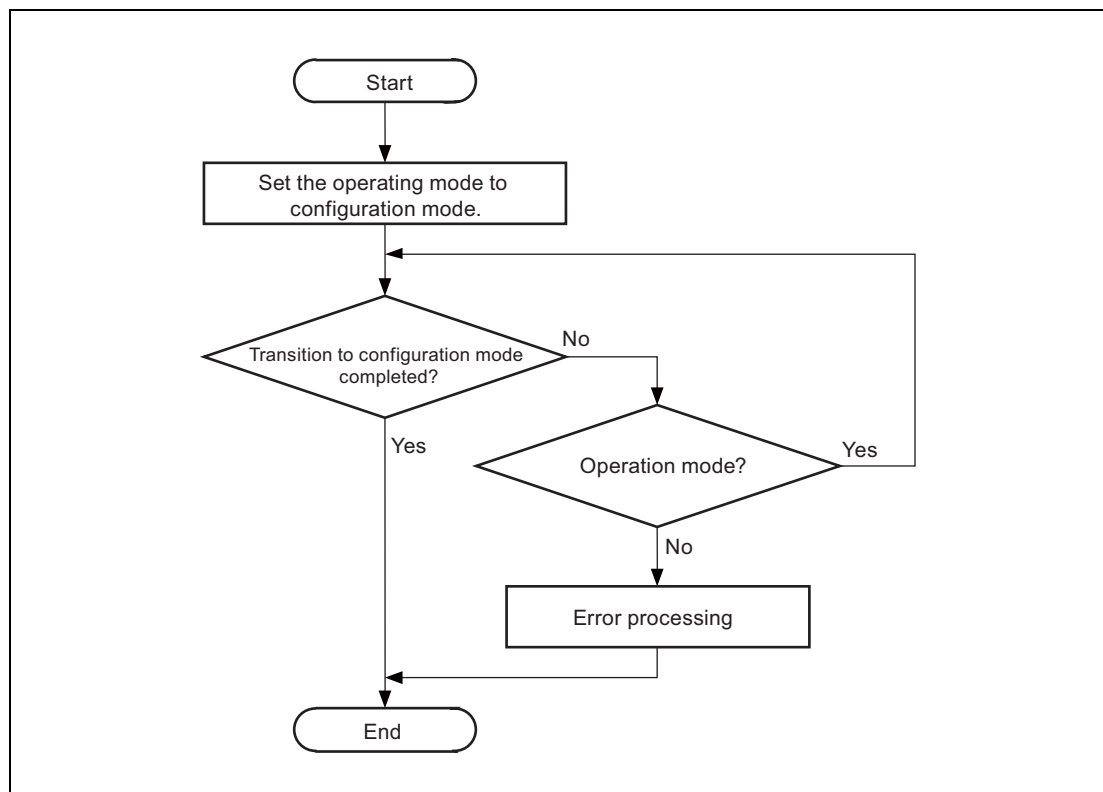 Start
Set the operating mode to
configuration mode.
No
Transition to configuration mode
completed?
Yes
Operation mode?
Yes
No
Error processing
End